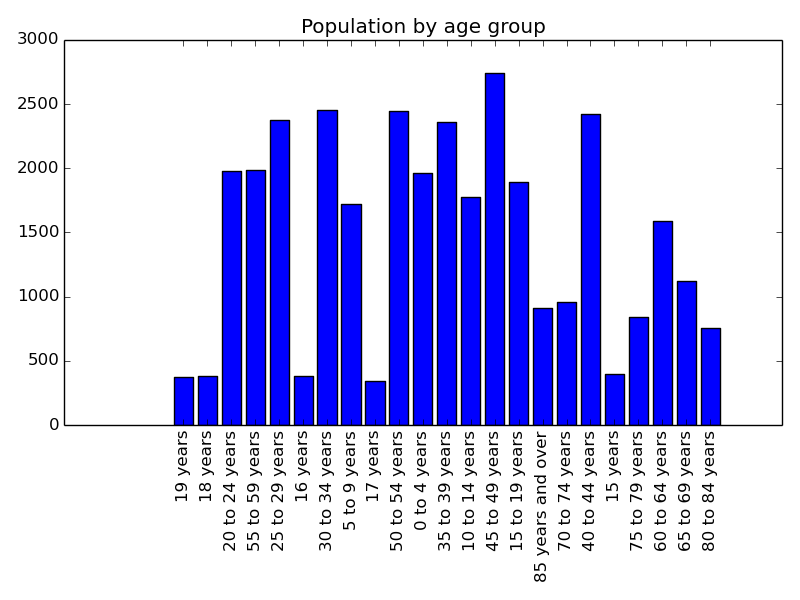 Population by age group
3000
2500
2000
1500
1000
500
0
19 years
18 years
20 to 24 years
55 to 59 years
25 to 29 years
16 years
30 to 34 years
5 to 9 years
17 years
50 to 54 years
0 to 4 years
35 to 39 years
10 to 14 years
45 to 49 years
15 to 19 years
85 years and over
70 to 74 years
40 to 44 years
15 years
75 to 79 years
60 to 64 years
65 to 69 years
80 to 84 years